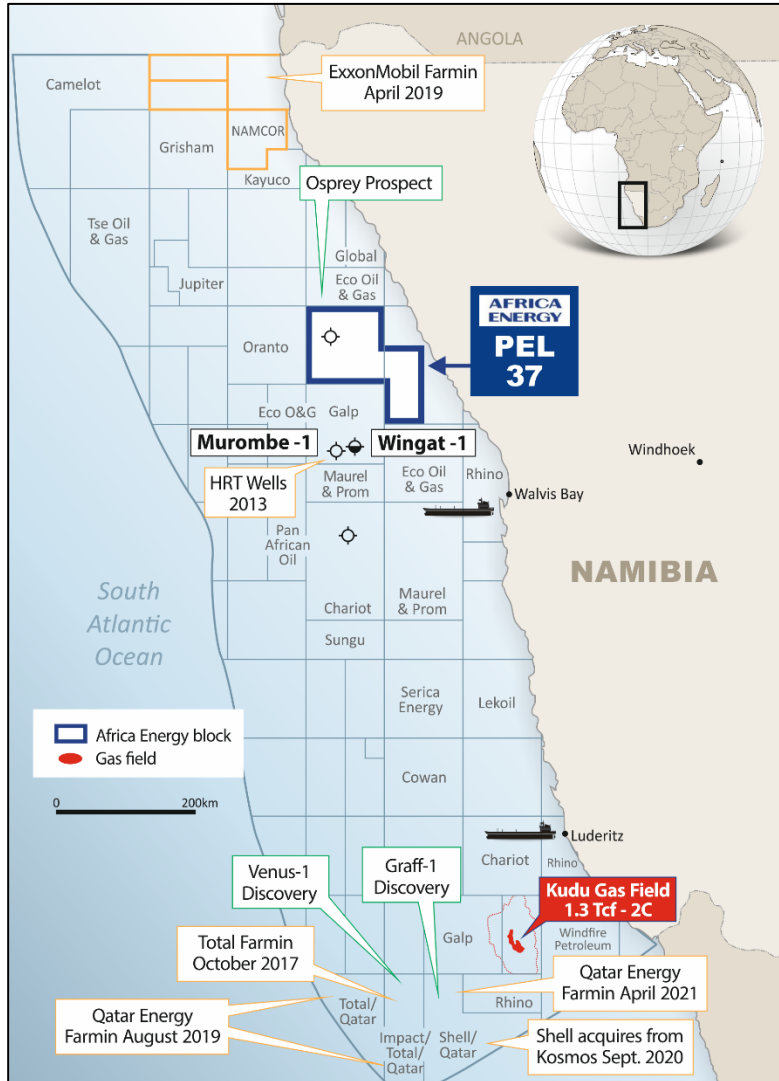 ANGOLA
Camelot
ExxonMobil Farmin
April 2019
NAMCOR
Grisham
Kayuco
Osprey Prospect
Tse Oil
& Gas
Global
Jupiter
Eco Oil
& Gas
AFRICA
ENERGY
PEL
37
Oranto
Eco O&G
Galp
Murombe -1
Wingat -1
Windhoek
HRT Wells
2013
Maurel
& Prom
Eco Oil
& Gas
Rhino
Walvis Bay
Pan
African
Oil
NAMIBIA
South
Atlantic
Ocean
Chariot
Maurel
& Prom
Sungu
Serica
Energy
Lekoil
Africa Energy block
Gas field
Cowan
0
200km
Luderitz
Chariot
Rhino
Venus-1
Discovery
Graff-1
Discovery
Kudu Gas Field
1.3 Tcf - 2C
Galp
Windfire
Petroleum
Total Farmin
October 2017
Qatar Energy
Farmin April 2021
Qatar Energy
Farmin August 2019
Total/
Qatar
Rhino
Impact/
Total/
Qatar
Shell/
Qatar
Shell acquires from
Kosmos Sept. 2020